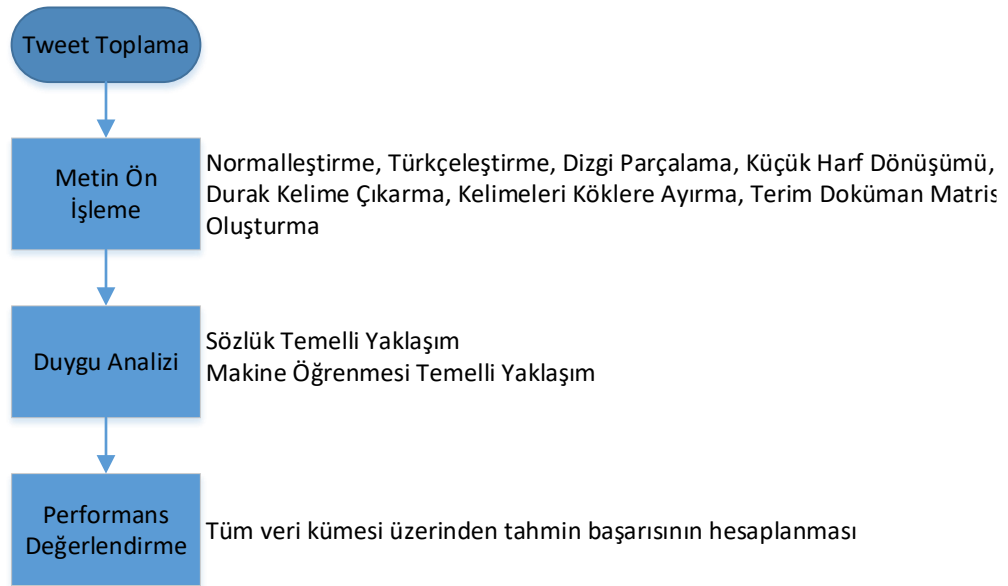 Tweet Toplama
Metin Ön
İşleme
Normalleştirme, Türkçeleştirme, Dizgi Parçalama, Küçük Harf Dönüşümü,
Durak Kelime Çıkarma, Kelimeleri Köklere Ayırma, Terim Doküman Matris
Oluşturma
Duygu Analizi
Sözlük Temelli Yaklaşım
Makine Öğrenmesi Temelli Yaklaşım
Performans
Değerlendirme
Tüm veri kümesi üzerinden tahmin başarısının hesaplanması